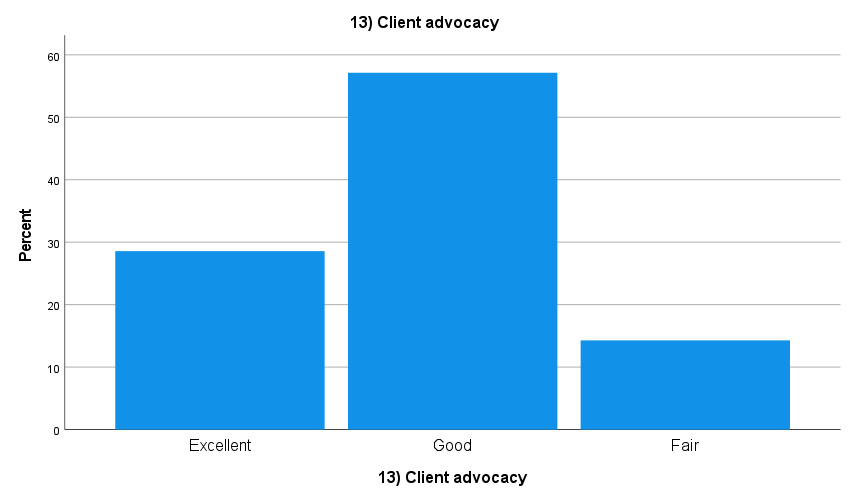 13) Client advocacy
60
50
40
30
20
10
0
Percent
Excellent Good Fair
13) Client advocacy